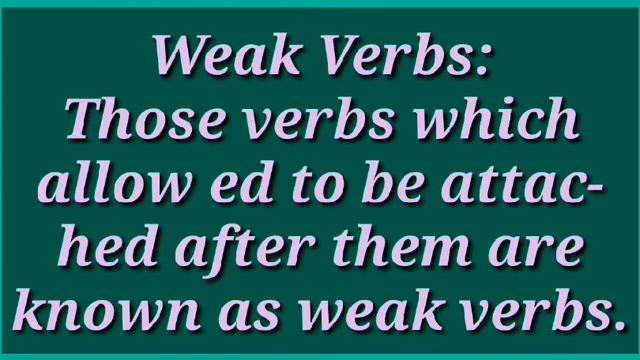 Weak Verbs:
Those verbs which
allow ed to be attac-
hed after them are
known as weak verbs.